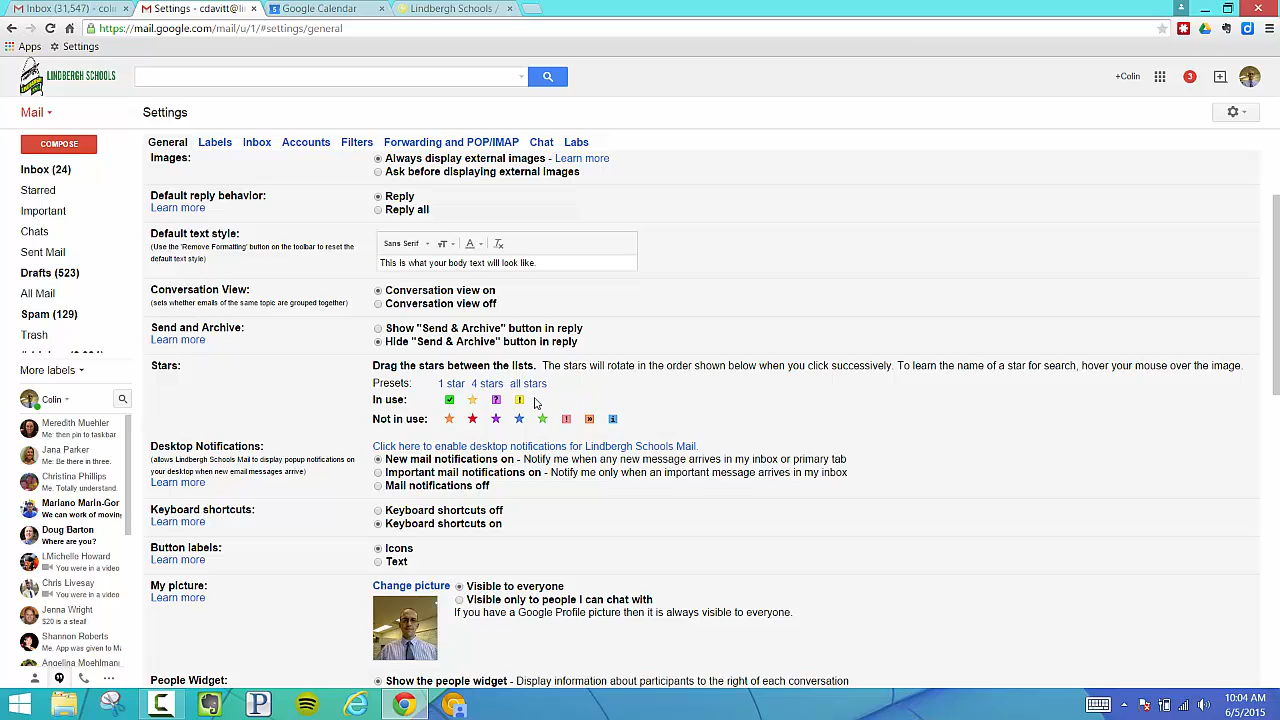 Inbox (31,547) - coli
Settings - cdavitt@li
Google Calendar
Lindbergh Schools /
https://mail.google.com/mail/u/1/#settings/general
Apps
Settings
LINDBERGH SCHOOLS
+Colin
3
Mail
Settings
COMPOSE
General
Labels
Inbox
Accounts
Filters
Forwarding and POP/IMAP
Chat
Labs
Inbox (24)
Starred
Important
Chats
Sent Mail
Drafts (523)
All Mail
Spam (129)
Trash
More labels
Colin
Meredith Muehler
Me: then pin to taskbar
Jana Parker
Me: Be there in three.
Christina Phillips
Me: Totally understand.
Mariano Marin-Gor
We can work of moving
Doug Barton
Where are you?
LMichelle Howard
You were in a video
Chris Livesay
You were in a video
Jenna Wright
$20 is a steal!
Shannon Roberts
Me: App was given to Ma
Angelina Moehlman
Images:
Always display external images - Learn more
Ask before displaying external images
Default reply behavior:
Learn more
Reply
Reply all
Default text style:
(Use the 'Remove Formatting' button on the toolbar to reset the
default text style)
Sans Serif
This is what your body text will look like.
Conversation View:
(sets whether emails of the same topic are grouped together)
Conversation view on
Conversation view off
Send and Archive:
Learn more
Show "Send & Archive" button in reply
Hide "Send & Archive" button in reply
Stars:
Drag the stars between the lists. The stars will rotate in the order shown below when you click successively. To learn the name of a star for search, hover your mouse over the image.
Presets: 1 star 4 stars all stars
In use:
Not in use:
Desktop Notifications:
(allows Lindbergh Schools Mail to display popup notifications on
your desktop when new email messages arrive)
Learn more
Click here to enable desktop notifications for Lindbergh Schools Mail.
New mail notifications on - Notify me when any new message arrives in my inbox or primary tab
Important mail notifications on - Notify me only when an important message arrives in my inbox
Mail notifications off
Keyboard shortcuts:
Learn more
Keyboard shortcuts off
Keyboard shortcuts on
Button labels:
Learn more
Icons
Text
My picture:
Learn more
Change picture
Visible to everyone
Visible only to people I can chat with
If you have a Google Profile picture then it is always visible to everyone.
People Widget:
Show the people widget - Display information about participants to the right of each conversation
10:04 AM
6/5/2015